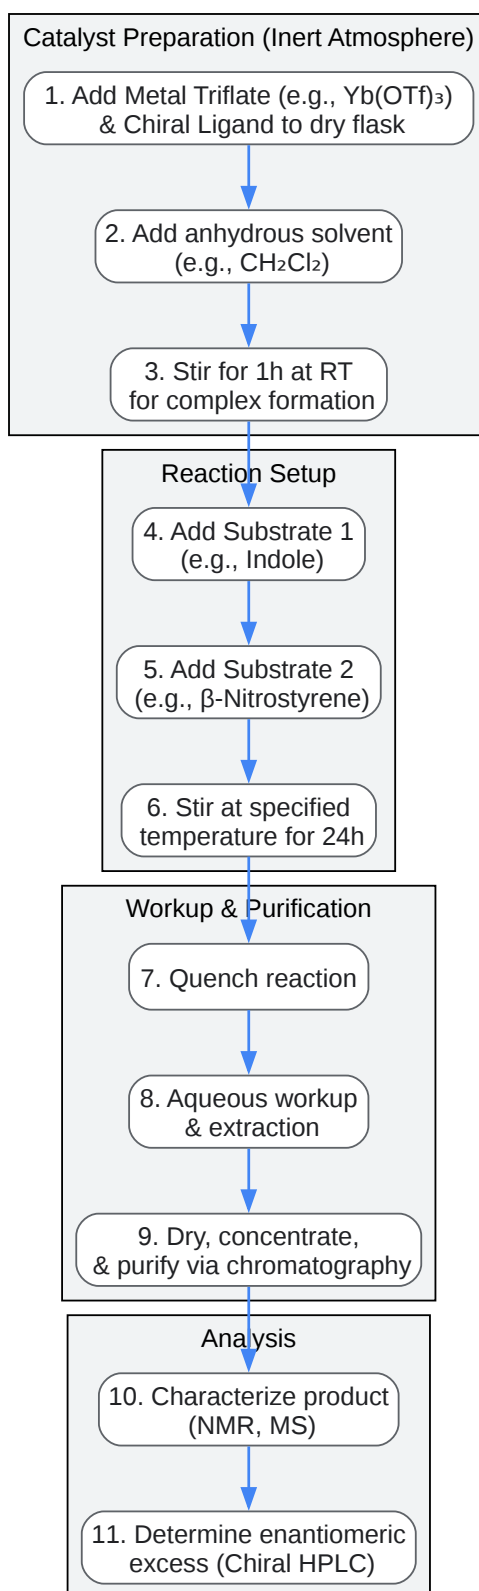 Catalyst Preparation (Inert Atmosphere)
1. Add Metal Triflate (e.g., Yb(OTf)₃)
& Chiral Ligand to dry flask
2. Add anhydrous solvent
(e.g., CH₂Cl₂)
3. Stir for 1h at RT
for complex formation
Reaction Setup
4. Add Substrate 1
(e.g., Indole)
5. Add Substrate 2
(e.g., β-Nitrostyrene)
6. Stir at specified
temperature for 24h
Workup & Purification
7. Quench reaction
8. Aqueous workup
& extraction
9. Dry, concentrate,
& purify via chromatography
Analysis
10. Characterize product
(NMR, MS)
11. Determine enantiomeric
excess (Chiral HPLC)